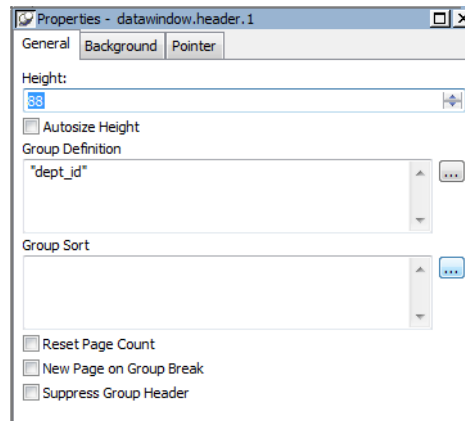 Properties - datawindow.header.1
General Background Pointer
Height:
88
Autosize Height
Group Definition
"dept_id"
...
Group Sort
...
Reset Page Count
New Page on Group Break
Suppress Group Header